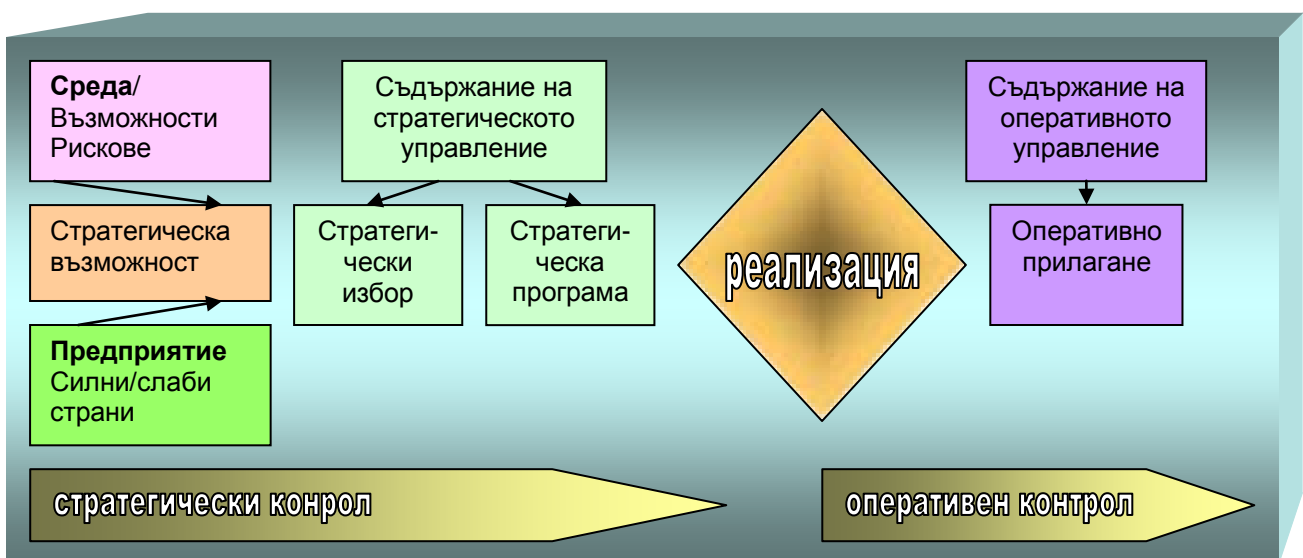 Среда/
Възможности
Рискове
Стратегическа
възможност
Предприятие
Силни/слаби
страни
Съдържание на
стратегическото
управление
Стратеги-
чески
избор
Стратеги-
ческа
програма
реализация
Съдържание на
оперативното
управление
Оперативно
прилагане
стратегически конрол
оперативен контрол